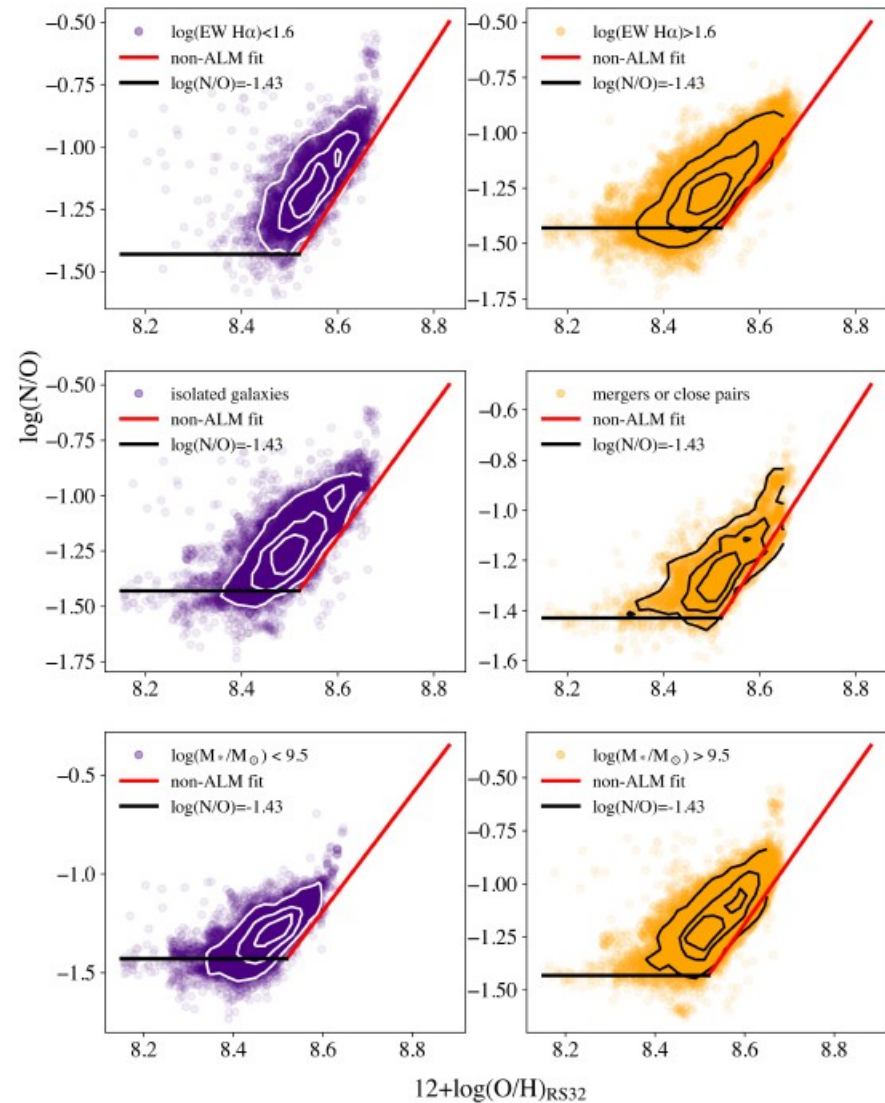 log(EW Hα)<1.6
non-ALM fit
log(N/O)=-1.43
−0.50
−0.75
−1.00
−1.25
−1.50
8.2 8.4 8.6 8.8
log(EW Hα)>1.6
non-ALM fit
log(N/O)=-1.43
−0.50
−0.75
−1.00
−1.25
−1.50
−1.75
8.2 8.4 8.6 8.8
log(N/O)
isolated galaxies
non-ALM fit
log(N/O)=-1.43
−0.50
−0.75
−1.00
−1.25
−1.50
−1.75
8.2 8.4 8.6 8.8
mergers or close pairs
non-ALM fit
log(N/O)=-1.43
−0.6
−0.8
−1.0
−1.2
−1.4
−1.6
8.2 8.4 8.6 8.8
log(M*/M⊙) < 9.5
non-ALM fit
log(N/O)=-1.43
−0.5
−1.0
−1.5
8.2 8.4 8.6 8.8
log(M*/M⊙) > 9.5
non-ALM fit
log(N/O)=-1.43
−0.50
−0.75
−1.00
−1.25
−1.50
8.2 8.4 8.6 8.8
12+log(O/H)RS32